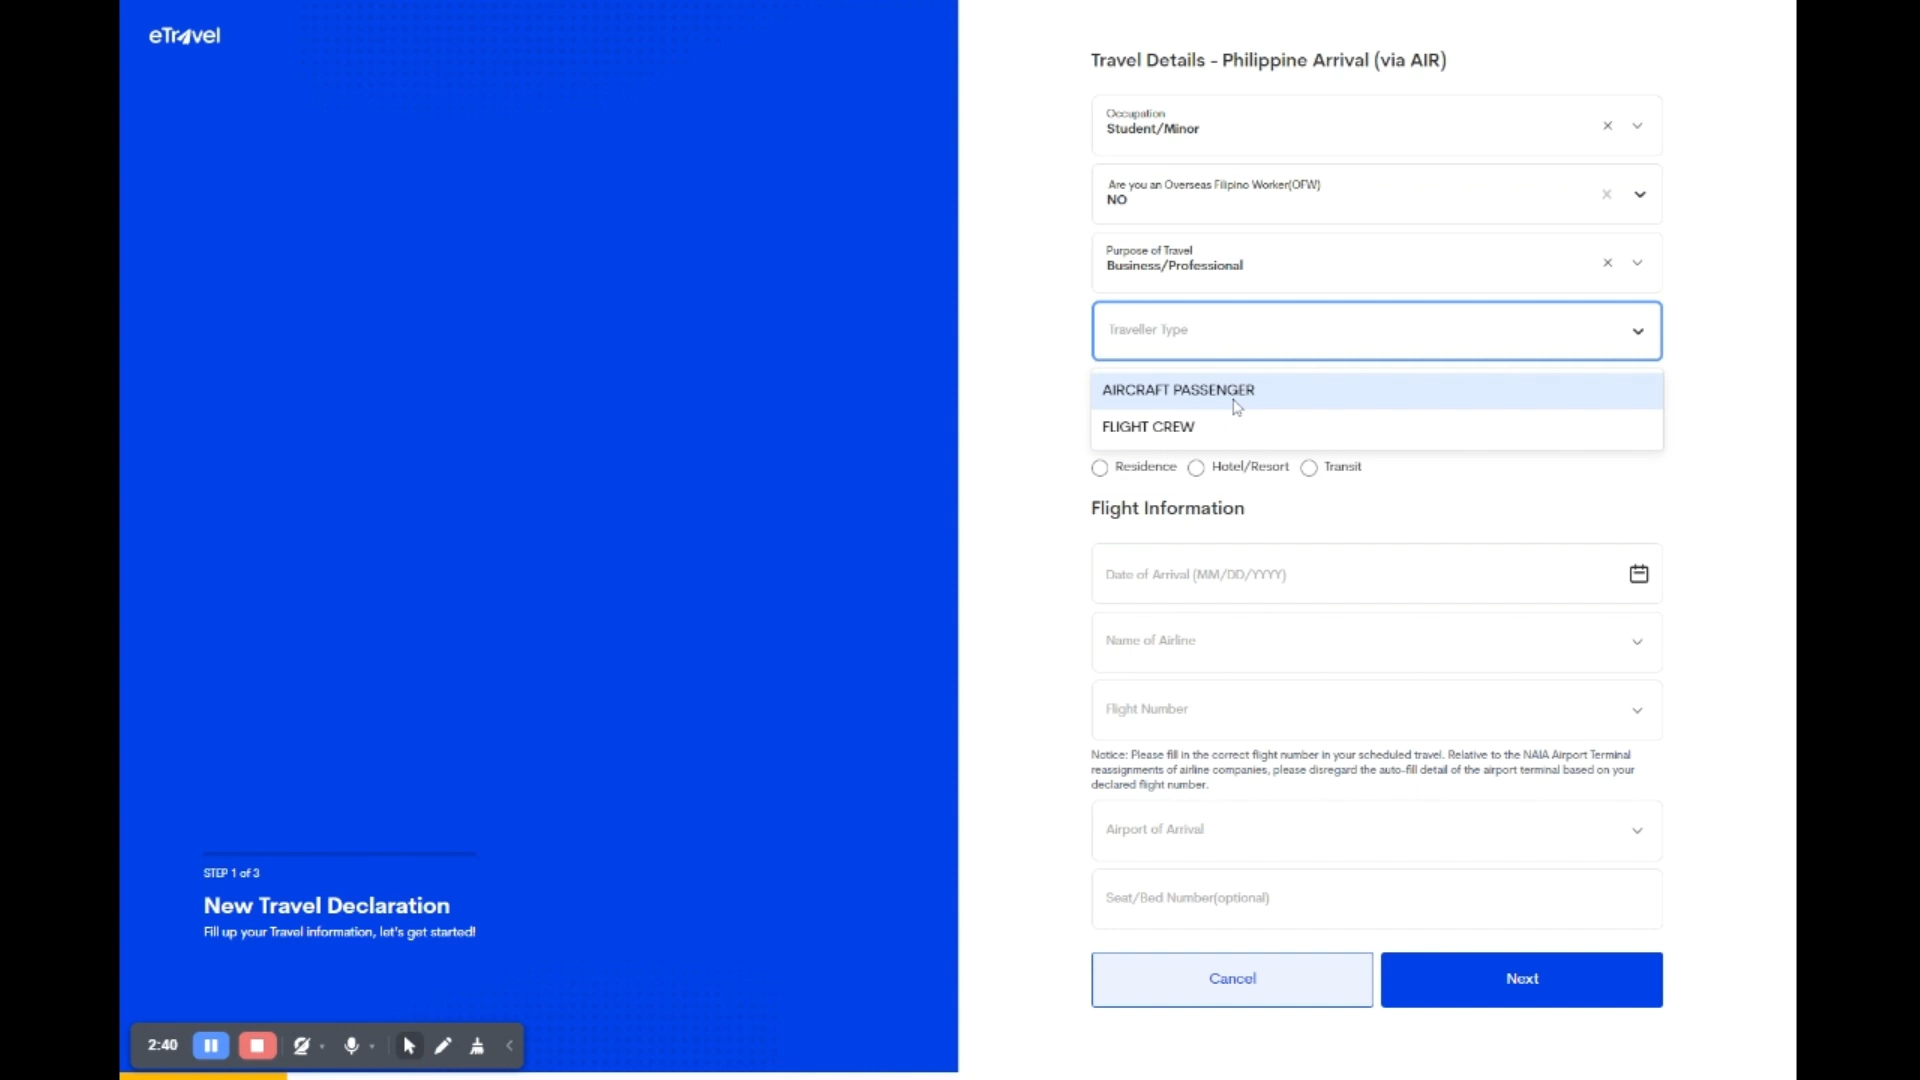 eTravel
Travel Details - Philippine Arrival (via AIR)
Occupation
Student/Minor
Are you an Overseas Filipino Worker(OFW)
NO
Purpose of Travel
Business/Professional
Traveller Type
AIRCRAFT PASSENGER
FLIGHT CREW
Residence Hotel/Resort Transit
Flight Information
Date of Arrival (MM/DD/YYYY)
Name of Airline
Flight Number
Notice: Please fill in the correct flight number in your scheduled travel. Relative to the NAIA Airport Terminal
reassignments of airline companies, please disregard the auto-fill detail of the airport terminal based on your
declared flight number.
Airport of Arrival
Seat/Bed Number(optional)
Cancel Next
STEP 1 of 3
New Travel Declaration
Fill up your Travel information, let's get started!
2:40